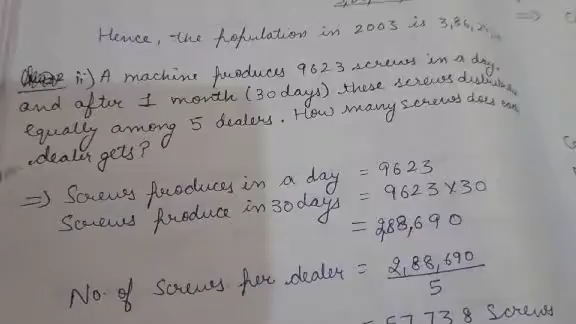 Hence, the population in 2003 is 3,86,2
ii) A machine produces 9623 screws in a day.
and after 1 month (30 days) these screws
equally among 5 dealers. How many screws does
dealer gets?
=> Screws produces in a day = 9623
Screws produce in 30 days = 9623 x 30
= 288,690
No. of Screws per dealer = 2,88,690
5
= 57738 Screws